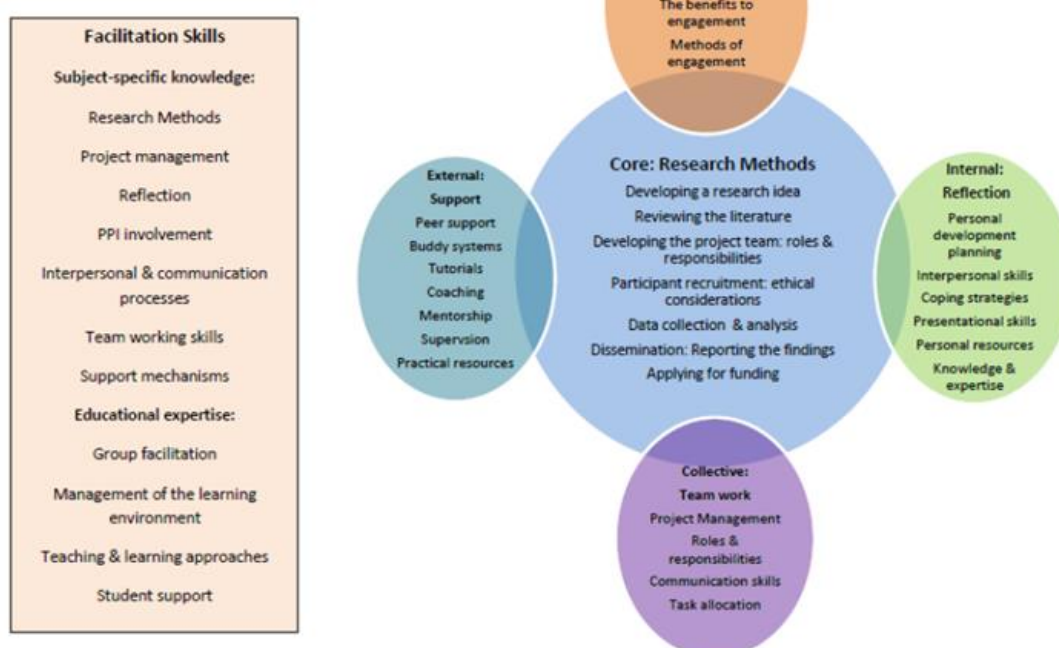 Facilitation Skills
Subject-specific knowledge:
Research Methods
Project management
Reflection
PPI involvement
Interpersonal & communication
processes
Team working skills
Support mechanisms
Educational expertise:
Group facilitation
Management of the learning
environment
Teaching & learning approaches
Student support
The benefits to
engagement
Methods of
engagement
External:
Support
Peer support
Buddy systems
Tutorials
Coaching
Mentorship
Supervsion
Practical resources
Core: Research Methods
Developing a research idea
Reviewing the literature
Developing the project team: roles &
responsibilities
Participant recruitment: ethical
considerations
Data collection & analysis
Dissemination: Reporting the findings
Applying for funding
Internal:
Reflection
Personal
development
planning
Interpersonal skills
Coping strategies
Presentational skills
Personal resources
Knowledge &
expertise
Collective:
Team work
Project Management
Roles &
responsibilities
Communication skills
Task allocation